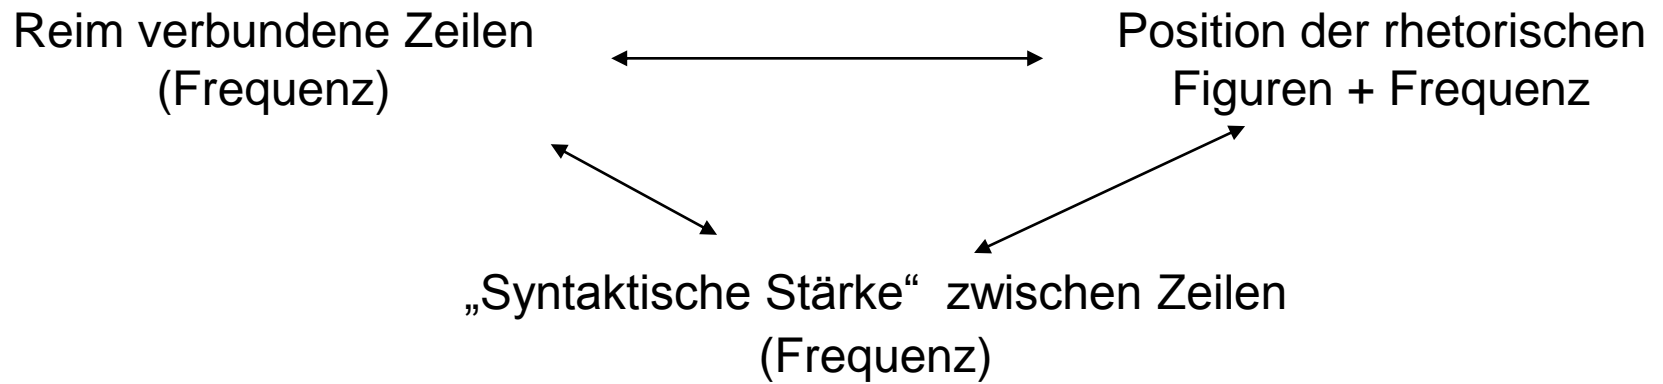 Reim verbundene Zeilen
(Frequenz)
Position der rhetorischen
Figuren + Frequenz
„Syntaktische Stärke“ zwischen Zeilen
(Frequenz)